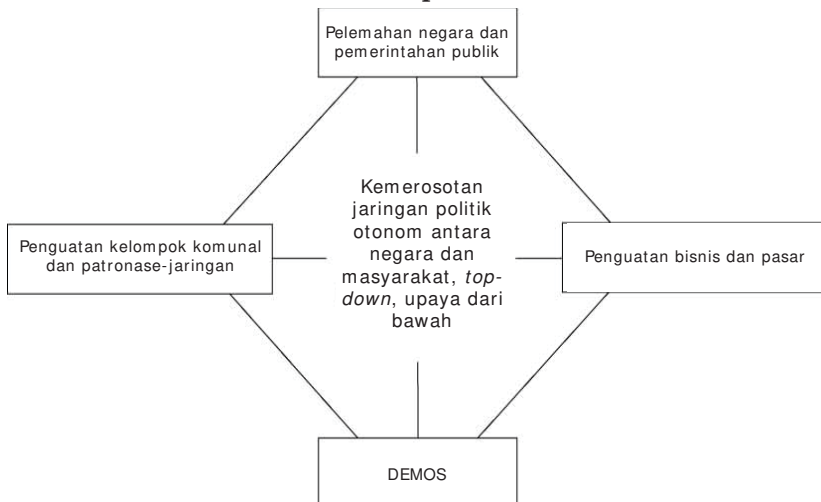 Pelemahan negara dan
pemerintahan publik
Kemerosotan
jaringan politik
otonom antara
negara dan
masyarakat, top-
down, upaya dari
bawah
Penguatan kelompok komunal
dan patronase-jaringan
Penguatan bisnis dan pasar
DEMOS